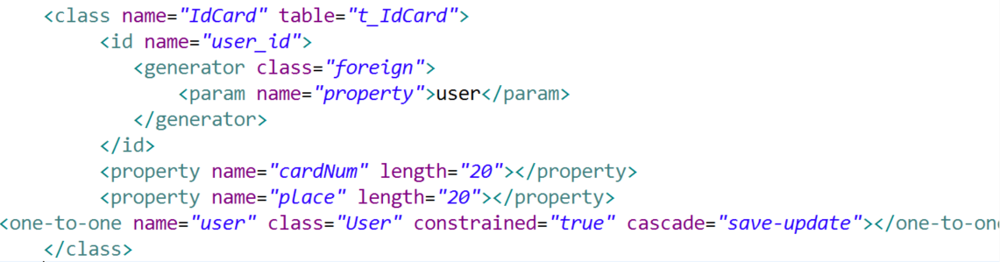 <class name="IdCard" table="t_IdCard">
<id name="user_id">
<generator class="foreign">
<param name="property">user</param>
</generator>
</id>
<property name="cardNum" length="20"></property>
<property name="place" length="20"></property>
<one-to-one name="user" class="User" constrained="true" cascade="save-update"></one-to-one
</class>